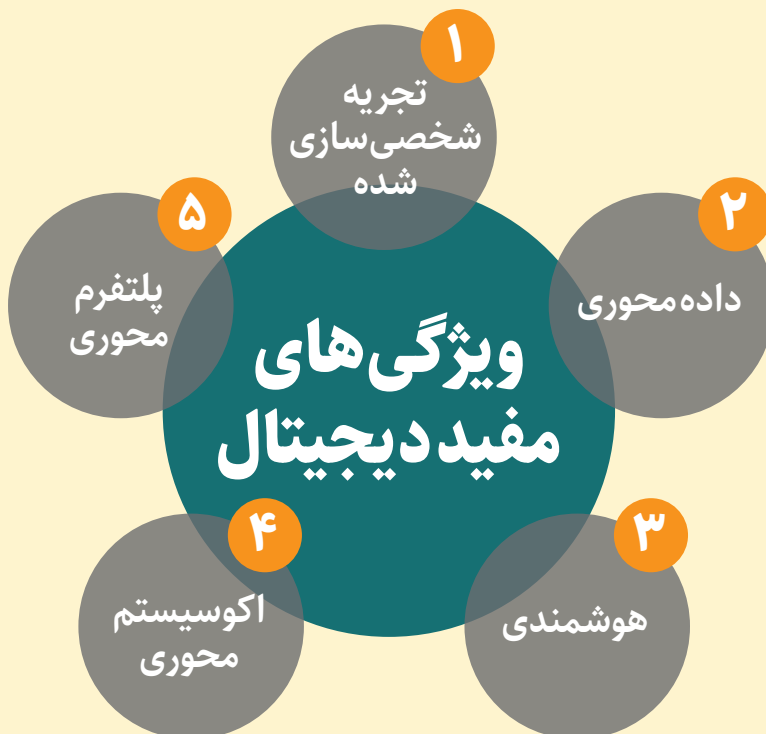 ویژگی‌های
مفید دیجیتال
۱
تجربه
شخصی‌سازی
شده
۲
داده‌محوری
۳
هوشمندی
۴
اکوسیستم
محوری
۵
پلتفرم
محوری